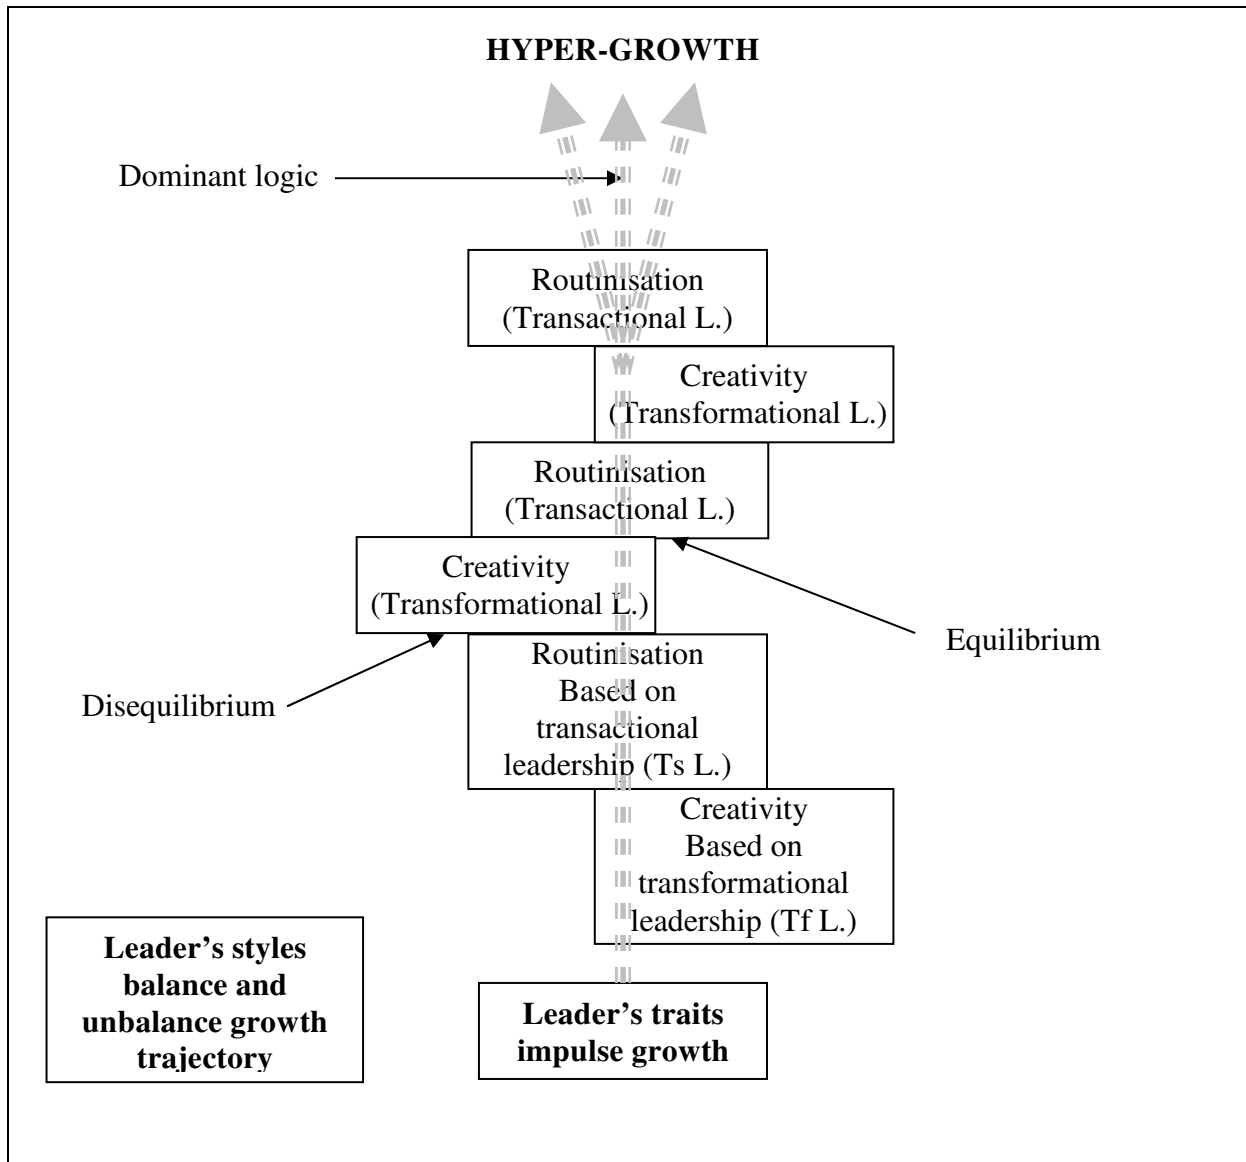 HYPER-GROWTH
Dominant logic
Routinisation
(Transactional L.)
Creativity
(Transformational L.)
Routinisation
(Transactional L.)
Creativity
(Transformational L.)
Equilibrium
Disequilibrium
Routinisation
Based on
transactional
leadership (Ts L.)
Creativity
Based on
transformational
leadership (Tf L.)
Leader’s styles
balance and
unbalance growth
trajectory
Leader’s traits
impulse growth